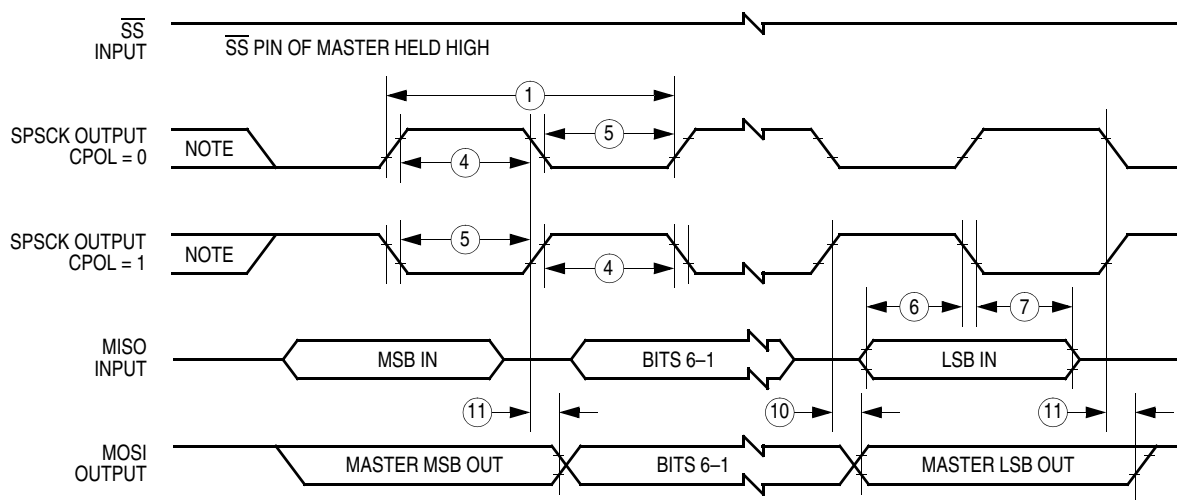 S̅S̅
INPUT
S̅S̅ PIN OF MASTER HELD HIGH
1
SPSCK OUTPUT
CPOL = 0
NOTE
5
4
SPSCK OUTPUT
CPOL = 1
NOTE
5
4
6
7
MISO
INPUT
MSB IN
BITS 6–1
LSB IN
11
10
11
MOSI
OUTPUT
MASTER MSB OUT
BITS 6–1
MASTER LSB OUT